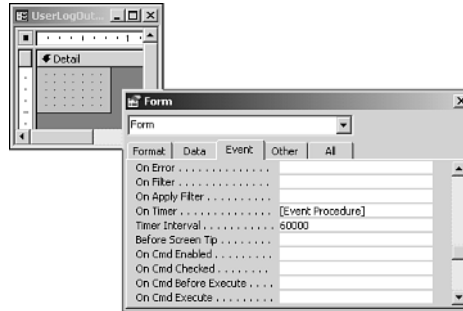 UserLogOut...
Detail
Form
Form
Format Data Event Other All
On Error . . . . . . . . . . . . . .
On Filter . . . . . . . . . . . . . .
On Apply Filter . . . . . . . . . .
On Timer . . . . . . . . . . . . . [Event Procedure]
Timer Interval . . . . . . . . . . . 60000
Before Screen Tip . . . . . . . .
On Cmd Enabled . . . . . . . . .
On Cmd Checked . . . . . . . .
On Cmd Before Execute . . . .
On Cmd Execute . . . . . . . . .